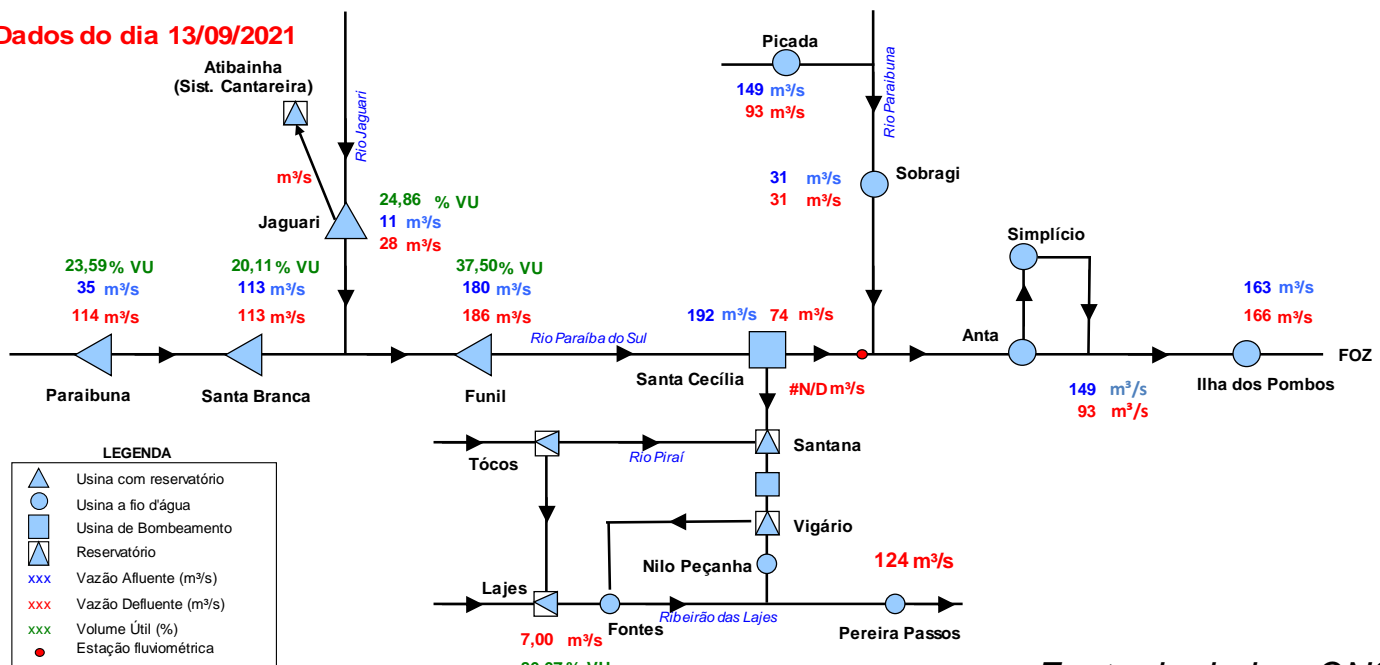 Dados do dia 13/09/2021
Atibainha
(Sist. Cantareira)
Rio Jaguari
m³/s
Jaguari
24,86 % VU
11 m³/s
28 m³/s
Picada
149 m³/s
93 m³/s
Rio Paraibuna
31 m³/s
31 m³/s
Sobragi
23,59 % VU
35 m³/s
114 m³/s
Paraibuna
20,11 % VU
113 m³/s
113 m³/s
Santa Branca
37,50 % VU
180 m³/s
186 m³/s
Funil
Rio Paraíba do Sul
192 m³/s 74 m³/s
Santa Cecília
#N/D m³/s
Simplício
Anta
149 m³/s
93 m³/s
163 m³/s
166 m³/s
Ilha dos Pombos
FOZ
Tócos
Rio Piraí
Santana
Vigário
Nilo Peçanha
124 m³/s
Lajes
Fontes
Ribeirão das Lajes
Pereira Passos
7,00 m³/s
LEGENDA
Usina com reservatório
Usina a fio d'água
Usina de Bombeamento
Reservatório
xxx Vazão Afluente (m³/s)
xxx Vazão Defluente (m³/s)
xxx Volume Útil (%)
Estação fluviométrica